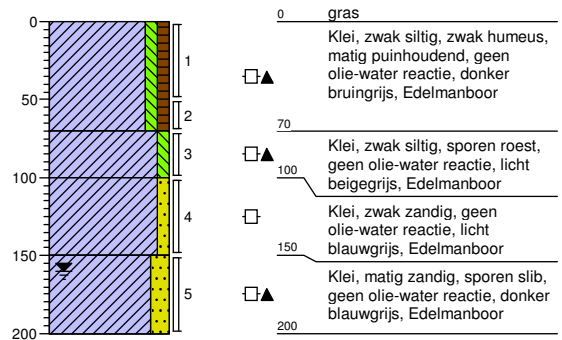 0
50
100
150
200
1
2
3
4
5
0 gras
Klei, zwak siltig, zwak humeus,
matig puinhoudend, geen
olie-water reactie, donker
bruingrijs, Edelmanboor
70
Klei, zwak siltig, sporen roest,
geen olie-water reactie, licht
beigegrijs, Edelmanboor
100
Klei, zwak zandig, geen
olie-water reactie, licht
blauwgrijs, Edelmanboor
150
Klei, matig zandig, sporen slib,
geen olie-water reactie, donker
blauwgrijs, Edelmanboor
200